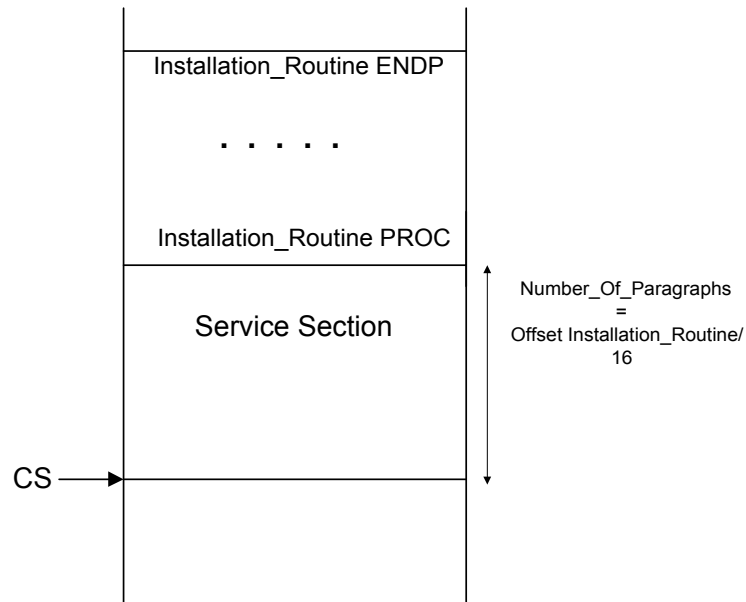 Installation_Routine ENDP
. . . . .
Installation_Routine PROC
Service Section
Number_Of_Paragraphs
=
Offset Installation_Routine/
16
CS